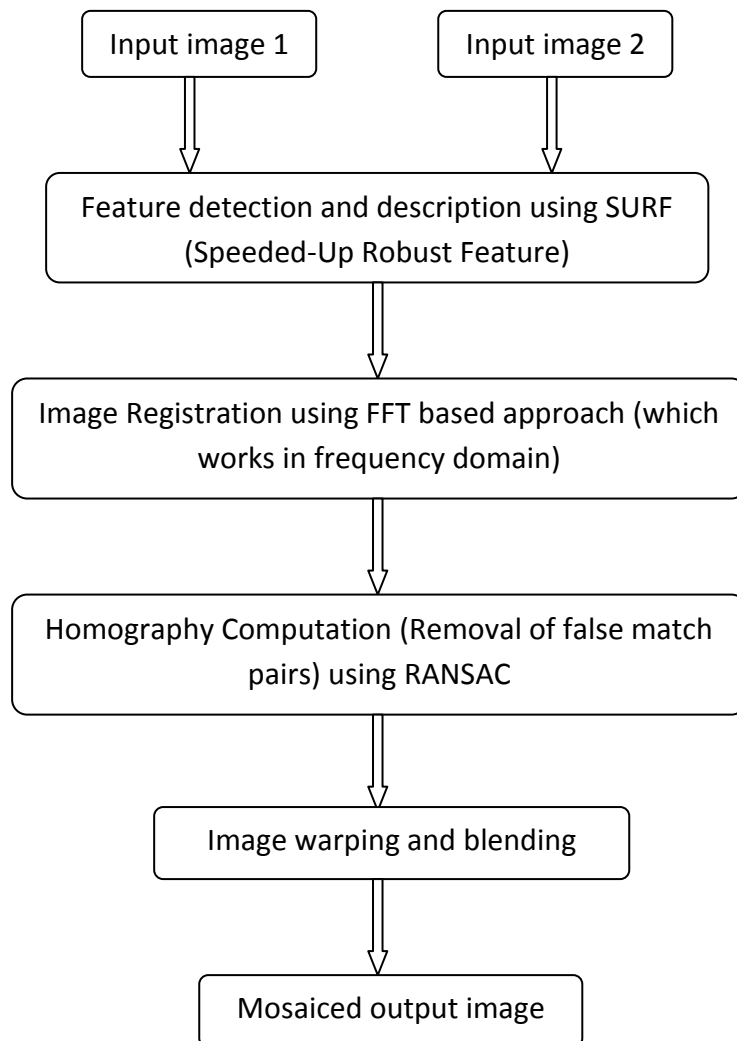 Input image 1
Input image 2
Feature detection and description using SURF
(Speeded-Up Robust Feature)
Image Registration using FFT based approach (which
works in frequency domain)
Homography Computation (Removal of false match
pairs) using RANSAC
Image warping and blending
Mosaiced output image